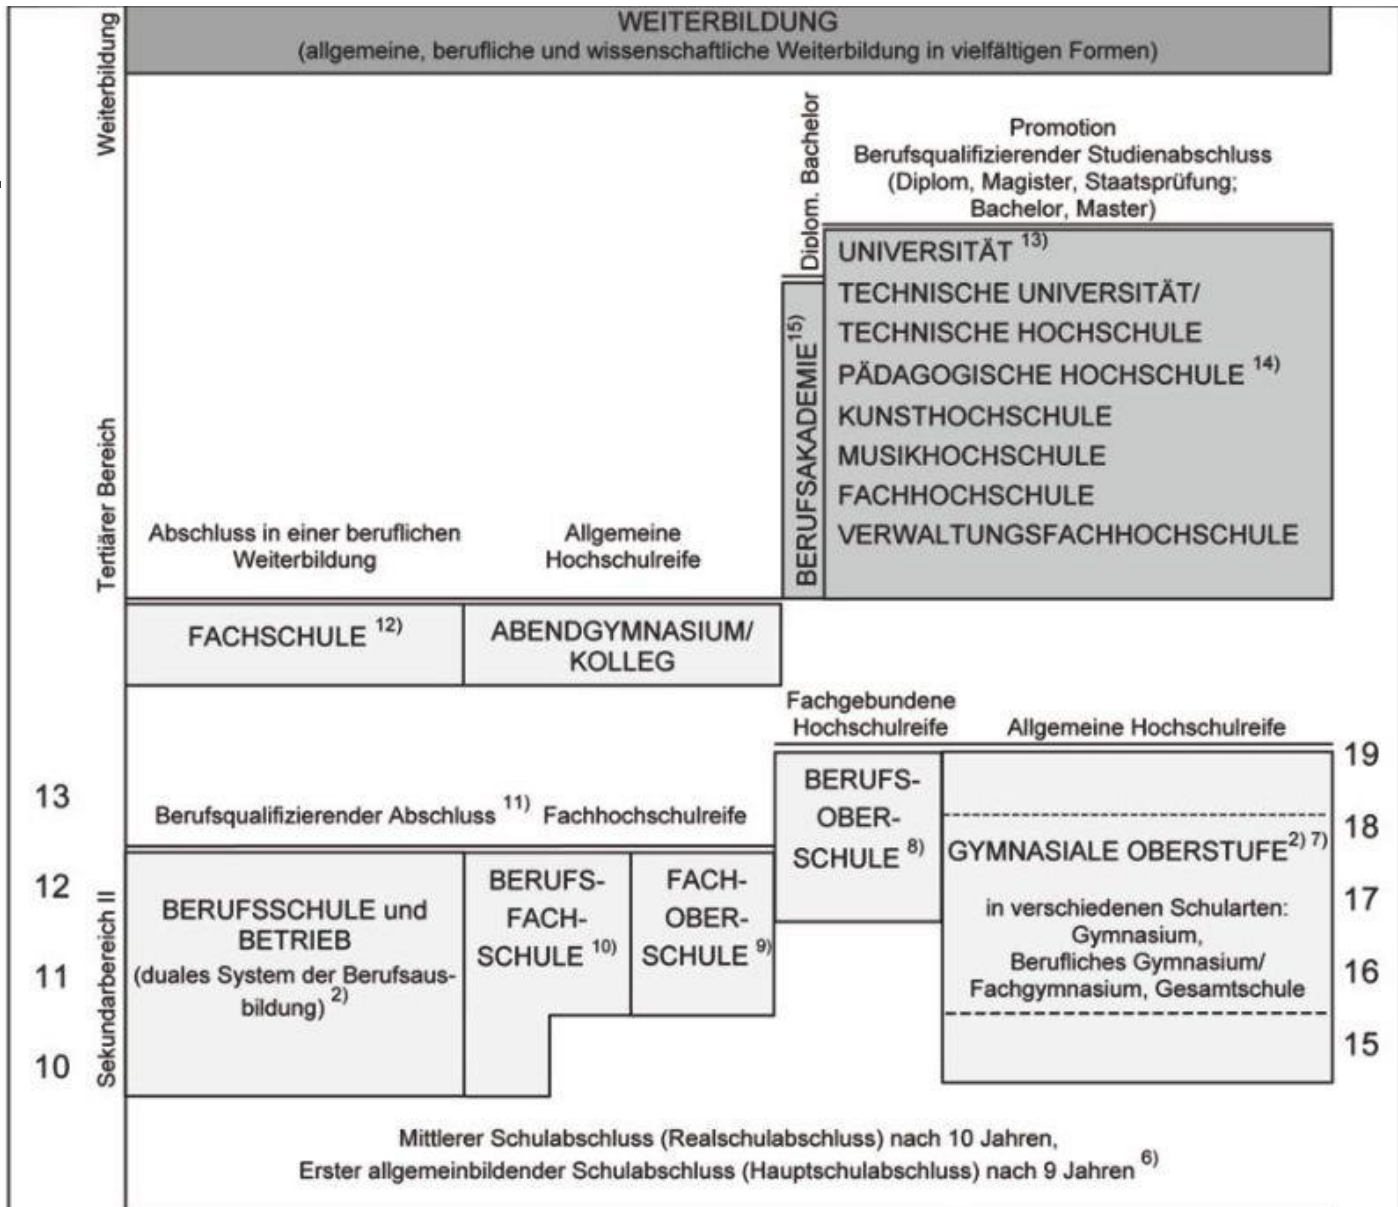 WEITERBILDUNG
(allgemeine, berufliche und wissenschaftliche Weiterbildung in vielfältigen Formen)
Weiterbildung
Diplom. Bachelor
Promotion
Berufsqualifizierender Studienabschluss
(Diplom, Magister, Staatsprüfung;
Bachelor, Master)
Tertiärer Bereich
BERUFSAKADEMIE 15)
UNIVERSITÄT 13)
TECHNISCHE UNIVERSITÄT/
TECHNISCHE HOCHSCHULE
PÄDAGOGISCHE HOCHSCHULE 14)
KUNSTHOCHSCHULE
MUSIKHOCHSCHULE
FACHHOCHSCHULE
VERWALTUNGSFACHHOCHSCHULE
Abschluss in einer beruflichen
Weiterbildung
Allgemeine
Hochschulreife
FACHSCHULE 12)
ABENDGYMNASIUM/
KOLLEG
Fachgebundene
Hochschulreife
Allgemeine Hochschulreife
13
12
11
10
Sekundarbereich II
Berufsqualifizierender Abschluss 11)
Fachhochschulreife
BERUFSSCHULE und
BETRIEB
(duales System der Berufsaus-
bildung) 2)
BERUFS-
FACH-
SCHULE 10)
FACH-
OBER-
SCHULE 9)
BERUFS-
OBER-
SCHULE 8)
GYMNASIALE OBERSTUFE 2) 7)
in verschiedenen Schularten:
Gymnasium,
Berufliches Gymnasium/
Fachgymnasium, Gesamtschule
19
18
17
16
15
Mittlerer Schulabschluss (Realschulabschluss) nach 10 Jahren,
Erster allgemeinbildender Schulabschluss (Hauptschulabschluss) nach 9 Jahren 6)